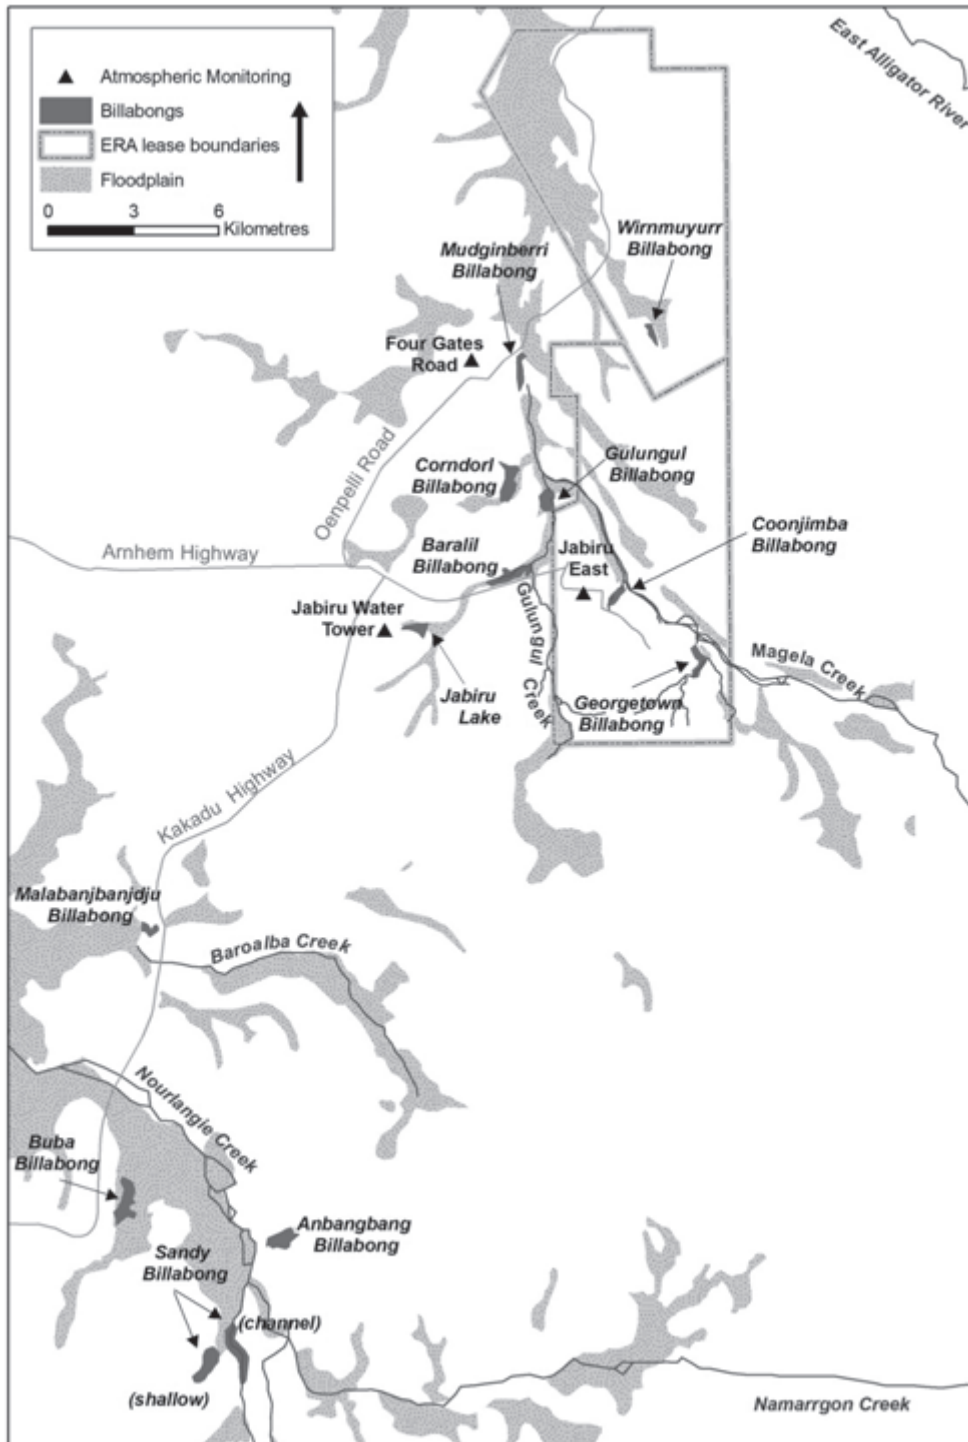 Atmospheric Monitoring
Billabongs
ERA lease boundaries
Floodplain
0 3 6
Kilometres
East Alligator River
Wirnmuyurr
Billabong
Mudginberri
Billabong
Four Gates
Road
Oenpelli Road
Corndorl
Billabong
Gulungul
Billabong
Coonjimba
Billabong
Arnhem Highway
Baralil
Billabong
Jabiru
East
Jabiru Water
Tower
Gulungul Creek
Jabiru
Lake
Magela Creek
Georgetown
Billabong
Kakadu Highway
Malabanjbanjdju
Billabong
Baroalba Creek
Nourlangie Creek
Buba
Billabong
Anbangbang
Billabong
Sandy
Billabong
(channel)
(shallow)
Namarrgon Creek